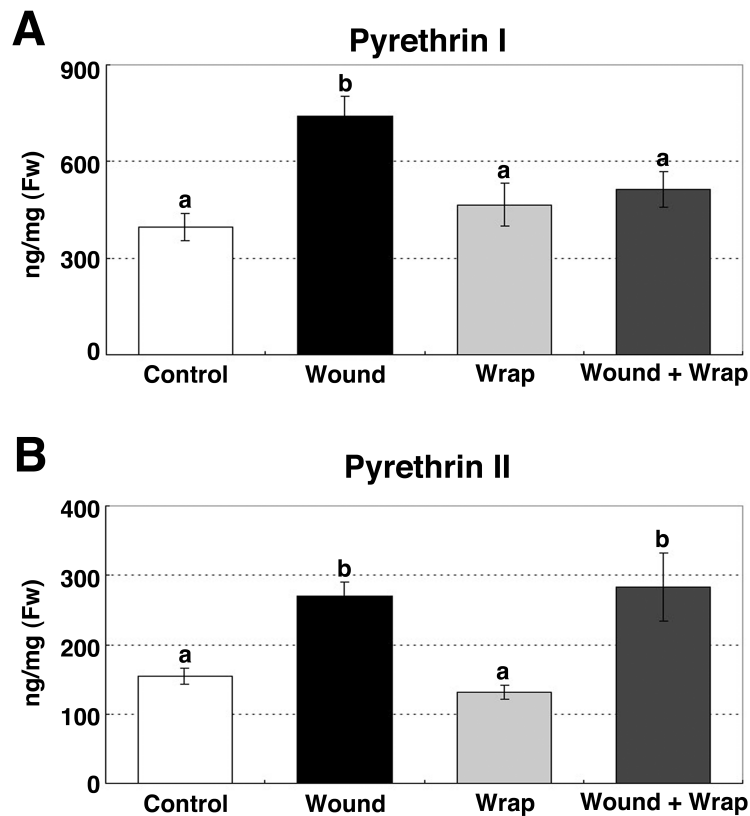 A
Pyrethrin I
900
600
300
0
ng/mg (Fw)
a
b
a
a
Control
Wound
Wrap
Wound + Wrap
B
Pyrethrin II
400
300
200
100
0
ng/mg (Fw)
a
b
a
b
Control
Wound
Wrap
Wound + Wrap